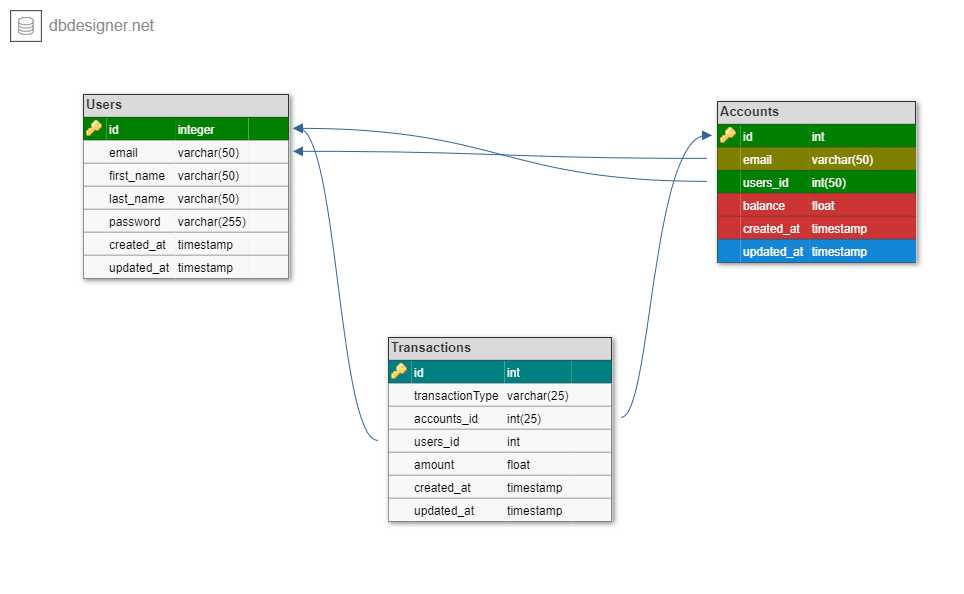 dbdesigner.net
Users
id integer
email varchar(50)
first_name varchar(50)
last_name varchar(50)
password varchar(255)
created_at timestamp
updated_at timestamp
Accounts
id int
email varchar(50)
users_id int(50)
balance float
created_at timestamp
updated_at timestamp
Transactions
id int
transactionType varchar(25)
accounts_id int(25)
users_id int
amount float
created_at timestamp
updated_at timestamp